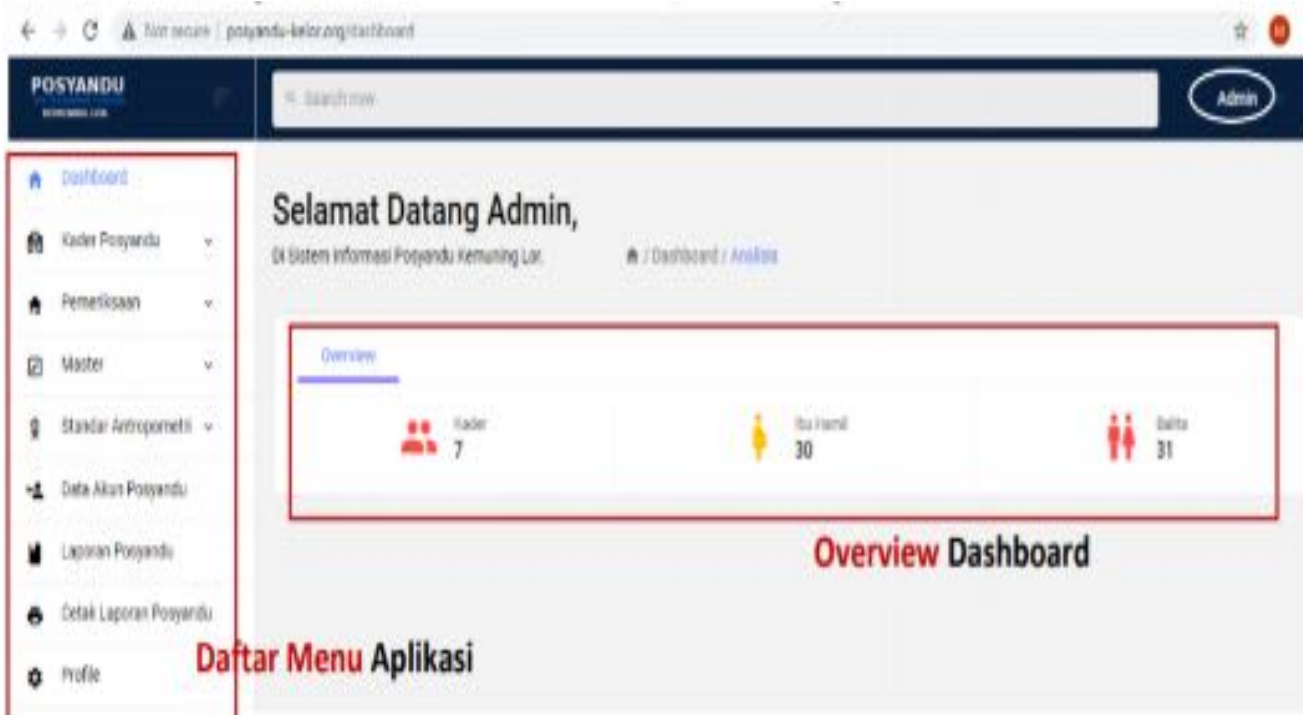 Not secure | posyandu-kelor.org/dashboard
POSYANDU
Search now
Admin
Dashboard
Kader Posyandu
Pemeriksaan
Master
Standar Antropometri
Data Akun Posyandu
Laporan Posyandu
Cetak Laporan Posyandu
Profile
Selamat Datang Admin,
Di Sistem Informasi Posyandu Kemuning Lor.
/ Dashboard / Analisis
Overview
Kader
7
Ibu Hamil
30
Balita
31
Overview Dashboard
Daftar Menu Aplikasi